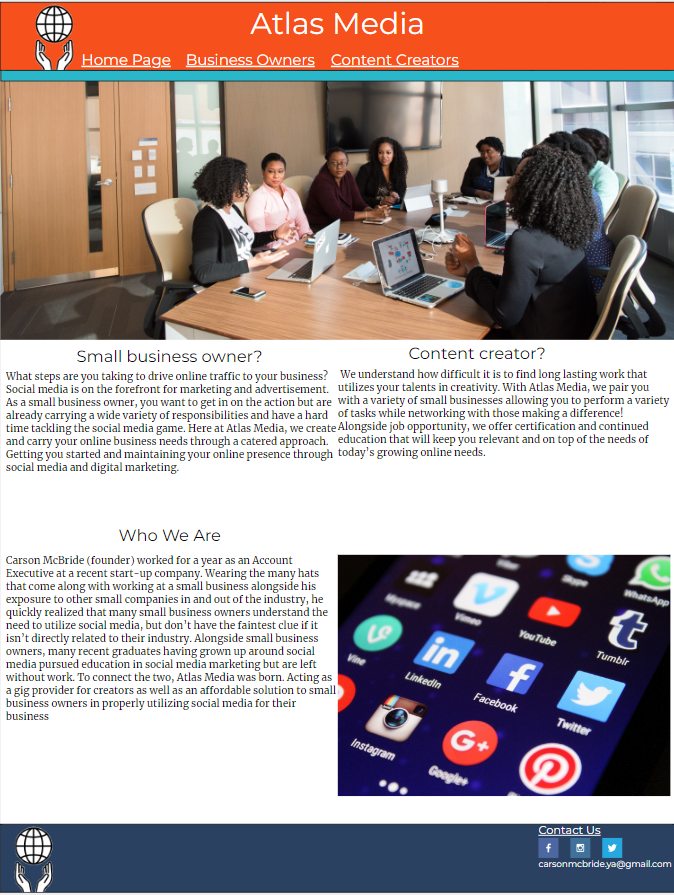 Atlas Media
Home Page Business Owners Content Creators
Small business owner?
What steps are you taking to drive online traffic to your business?
Social media is on the forefront for marketing and advertisement.
As a small business owner, you want to get in on the action but are
already carrying a wide variety of responsibilities and have a hard
time tackling the social media game. Here at Atlas Media, we create
and carry your online business needs through a catered approach.
Getting you started and maintaining your online presence through
social media and digital marketing.
Content creator?
We understand how difficult it is to find long lasting work that
utilizes your talents in creativity. With Atlas Media, we pair you
with a variety of small businesses allowing you to perform a variety
of tasks while networking with those making a difference!
Alongside job opportunity, we offer certification and continued
education that will keep you relevant and on top of the needs of
today's growing online needs.
Who We Are
Carson McBride (founder) worked for a year as an Account
Executive at a recent start-up company. Wearing the many hats
that come along with working at a small business alongside his
exposure to other small companies in and out of the industry, he
quickly realized that many small business owners understand the
need to utilize social media, but don't have the faintest clue if it
isn't directly related to their industry. Alongside small business
owners, many recent graduates having grown up around social
media pursued education in social media marketing but are left
without work. To connect the two, Atlas Media was born. Acting as
a gig provider for creators as well as an affordable solution to small
business owners in properly utilizing social media for their
business
Viber
Skype
WhatsApp
Myspace
Vimeo
YouTube
Tumblr
Vine
LinkedIn
Facebook
Twitter
Instagram
Google+
Contact Us
carsonmcbride.ya@gmail.com